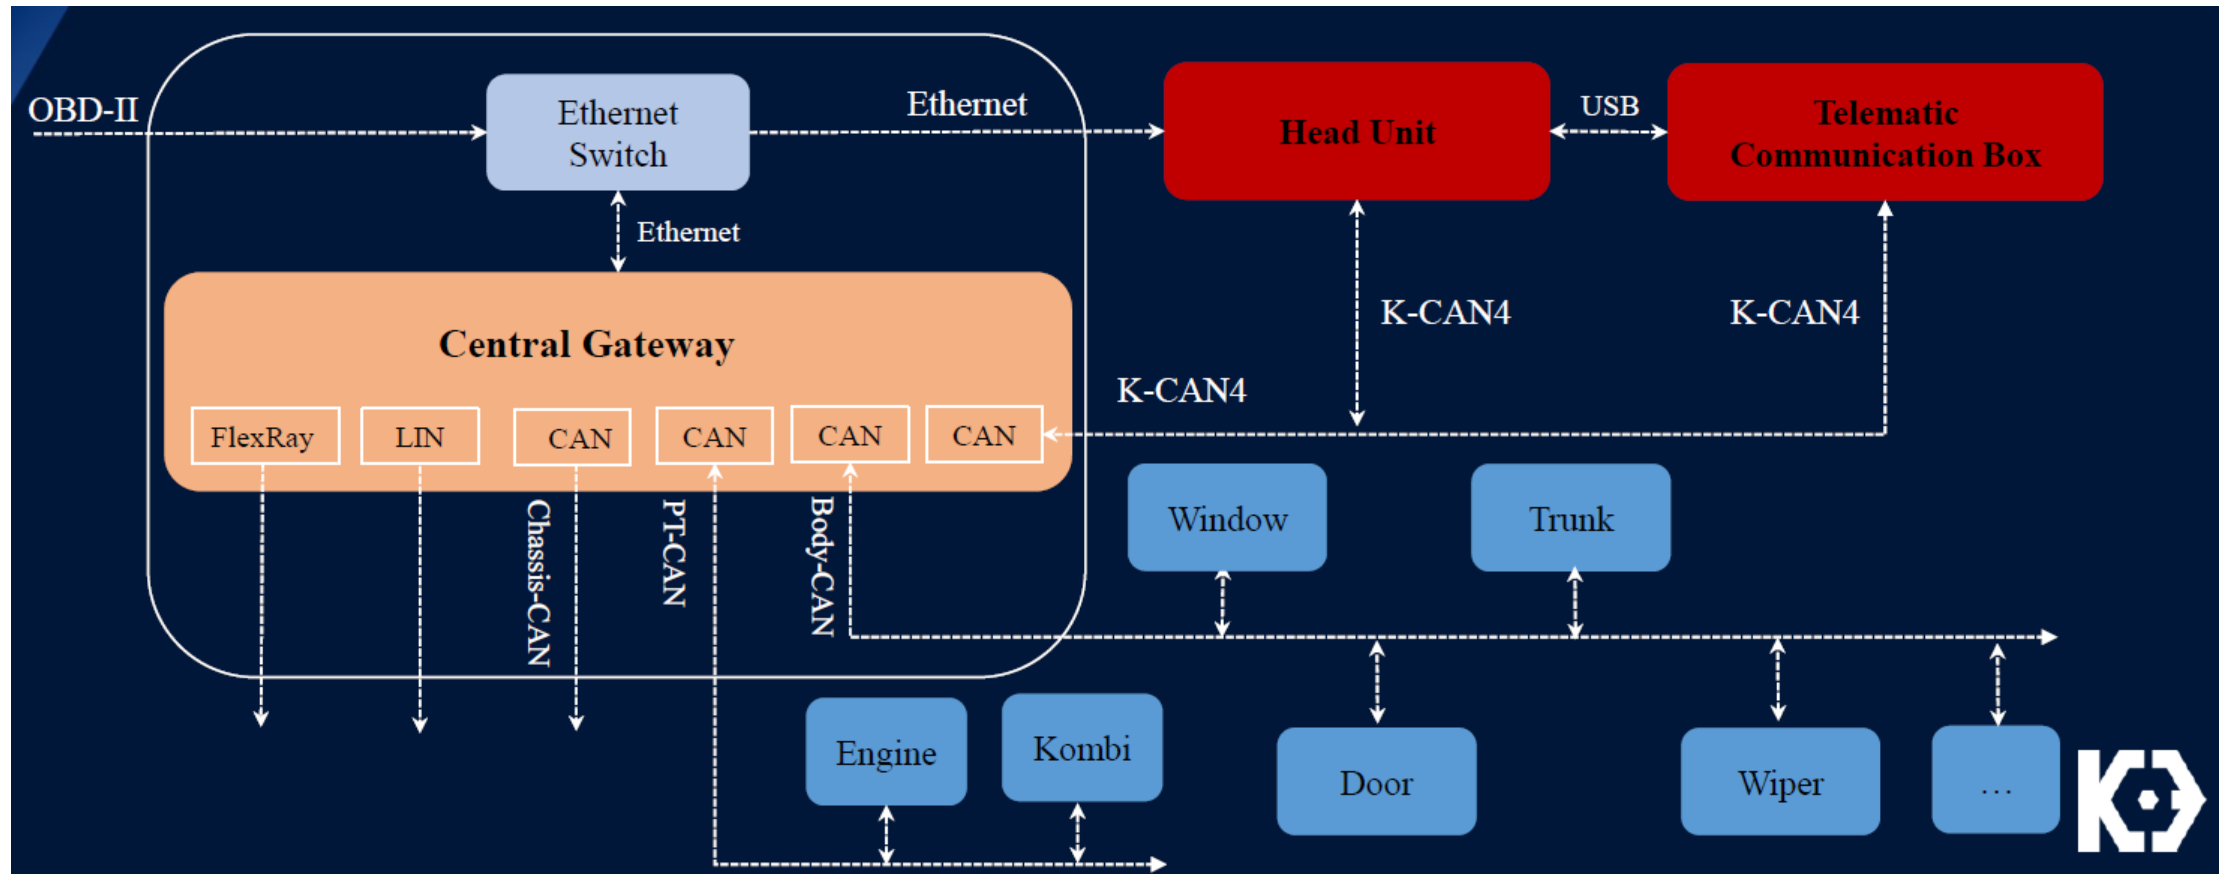 OBD-II
Ethernet
Switch
Ethernet
Head Unit
USB
Telematic
Communication Box
Ethernet
K-CAN4
K-CAN4
Central Gateway
K-CAN4
FlexRay
LIN
CAN
CAN
CAN
CAN
Chassis-CAN
PT-CAN
Body-CAN
Window
Trunk
Engine
Kombi
Door
Wiper
...